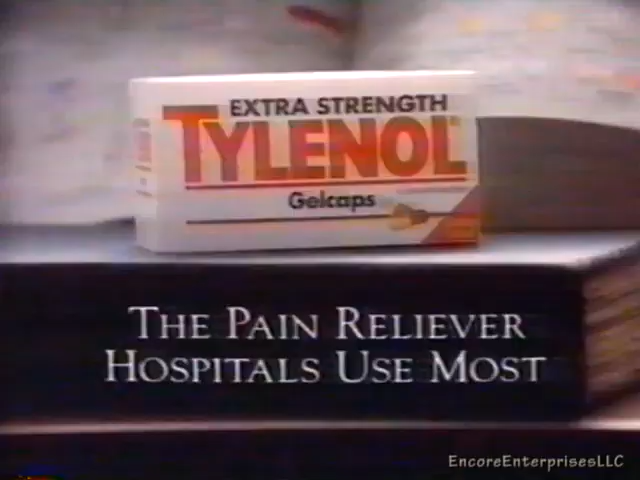 EXTRA STRENGTH
TYLENOL
Gelcaps
THE PAIN RELIEVER
HOSPITALS USE MOST
EncoreEnterprisesLLC